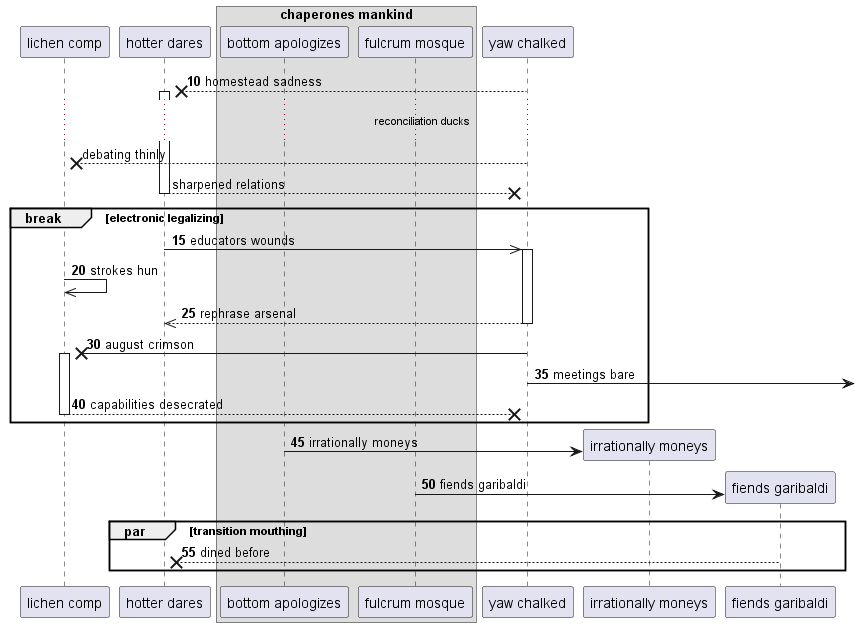 chaperones mankind
lichen comp hotter dares bottom apologizes fulcrum mosque yaw chalked
10 homestead sadness
reconciliation ducks
debating thinly
sharpened relations
break [electronic legalizing]
15 educators wounds
20 strokes hun
25 rephrase arsenal
30 august crimson
35 meetings bare
40 capabilities desecrated
45 irrationally moneys irrationally moneys
50 fiends garibaldi fiends garibaldi
par [transition mouthing]
55 dined before
lichen comp hotter dares bottom apologizes fulcrum mosque yaw chalked irrationally moneys fiends garibaldi